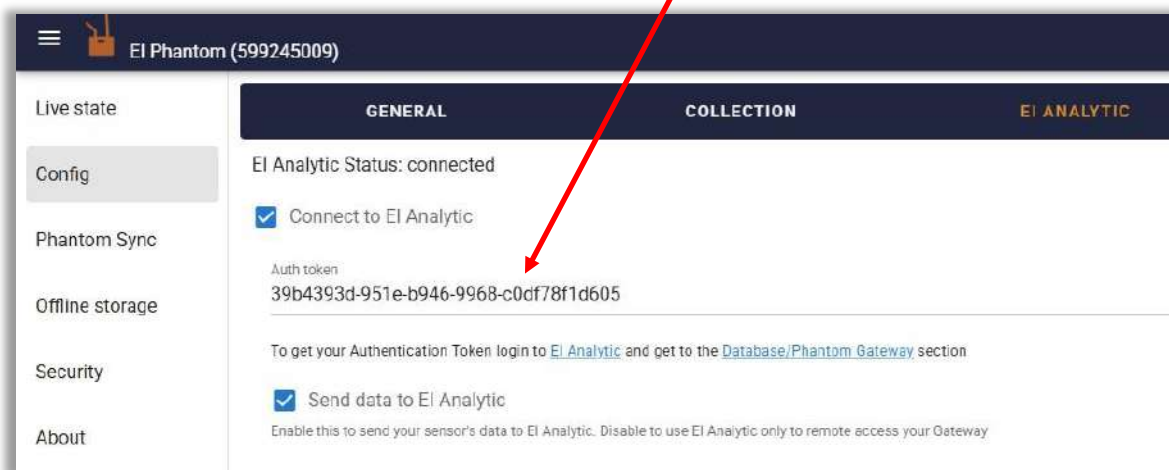 EI Phantom (599245009)
Live state
Config
Phantom Sync
Offline storage
Security
About
GENERAL
COLLECTION
EI ANALYTIC
EI Analytic Status: connected
Connect to EI Analytic
Auth token
39b4393d-951e-b946-9968-c0df78f1d605
To get your Authentication Token login to EI Analytic and get to the Database/Phantom Gateway section
Send data to EI Analytic
Enable this to send your sensor's data to EI Analytic. Disable to use EI Analytic only to remote access your Gateway